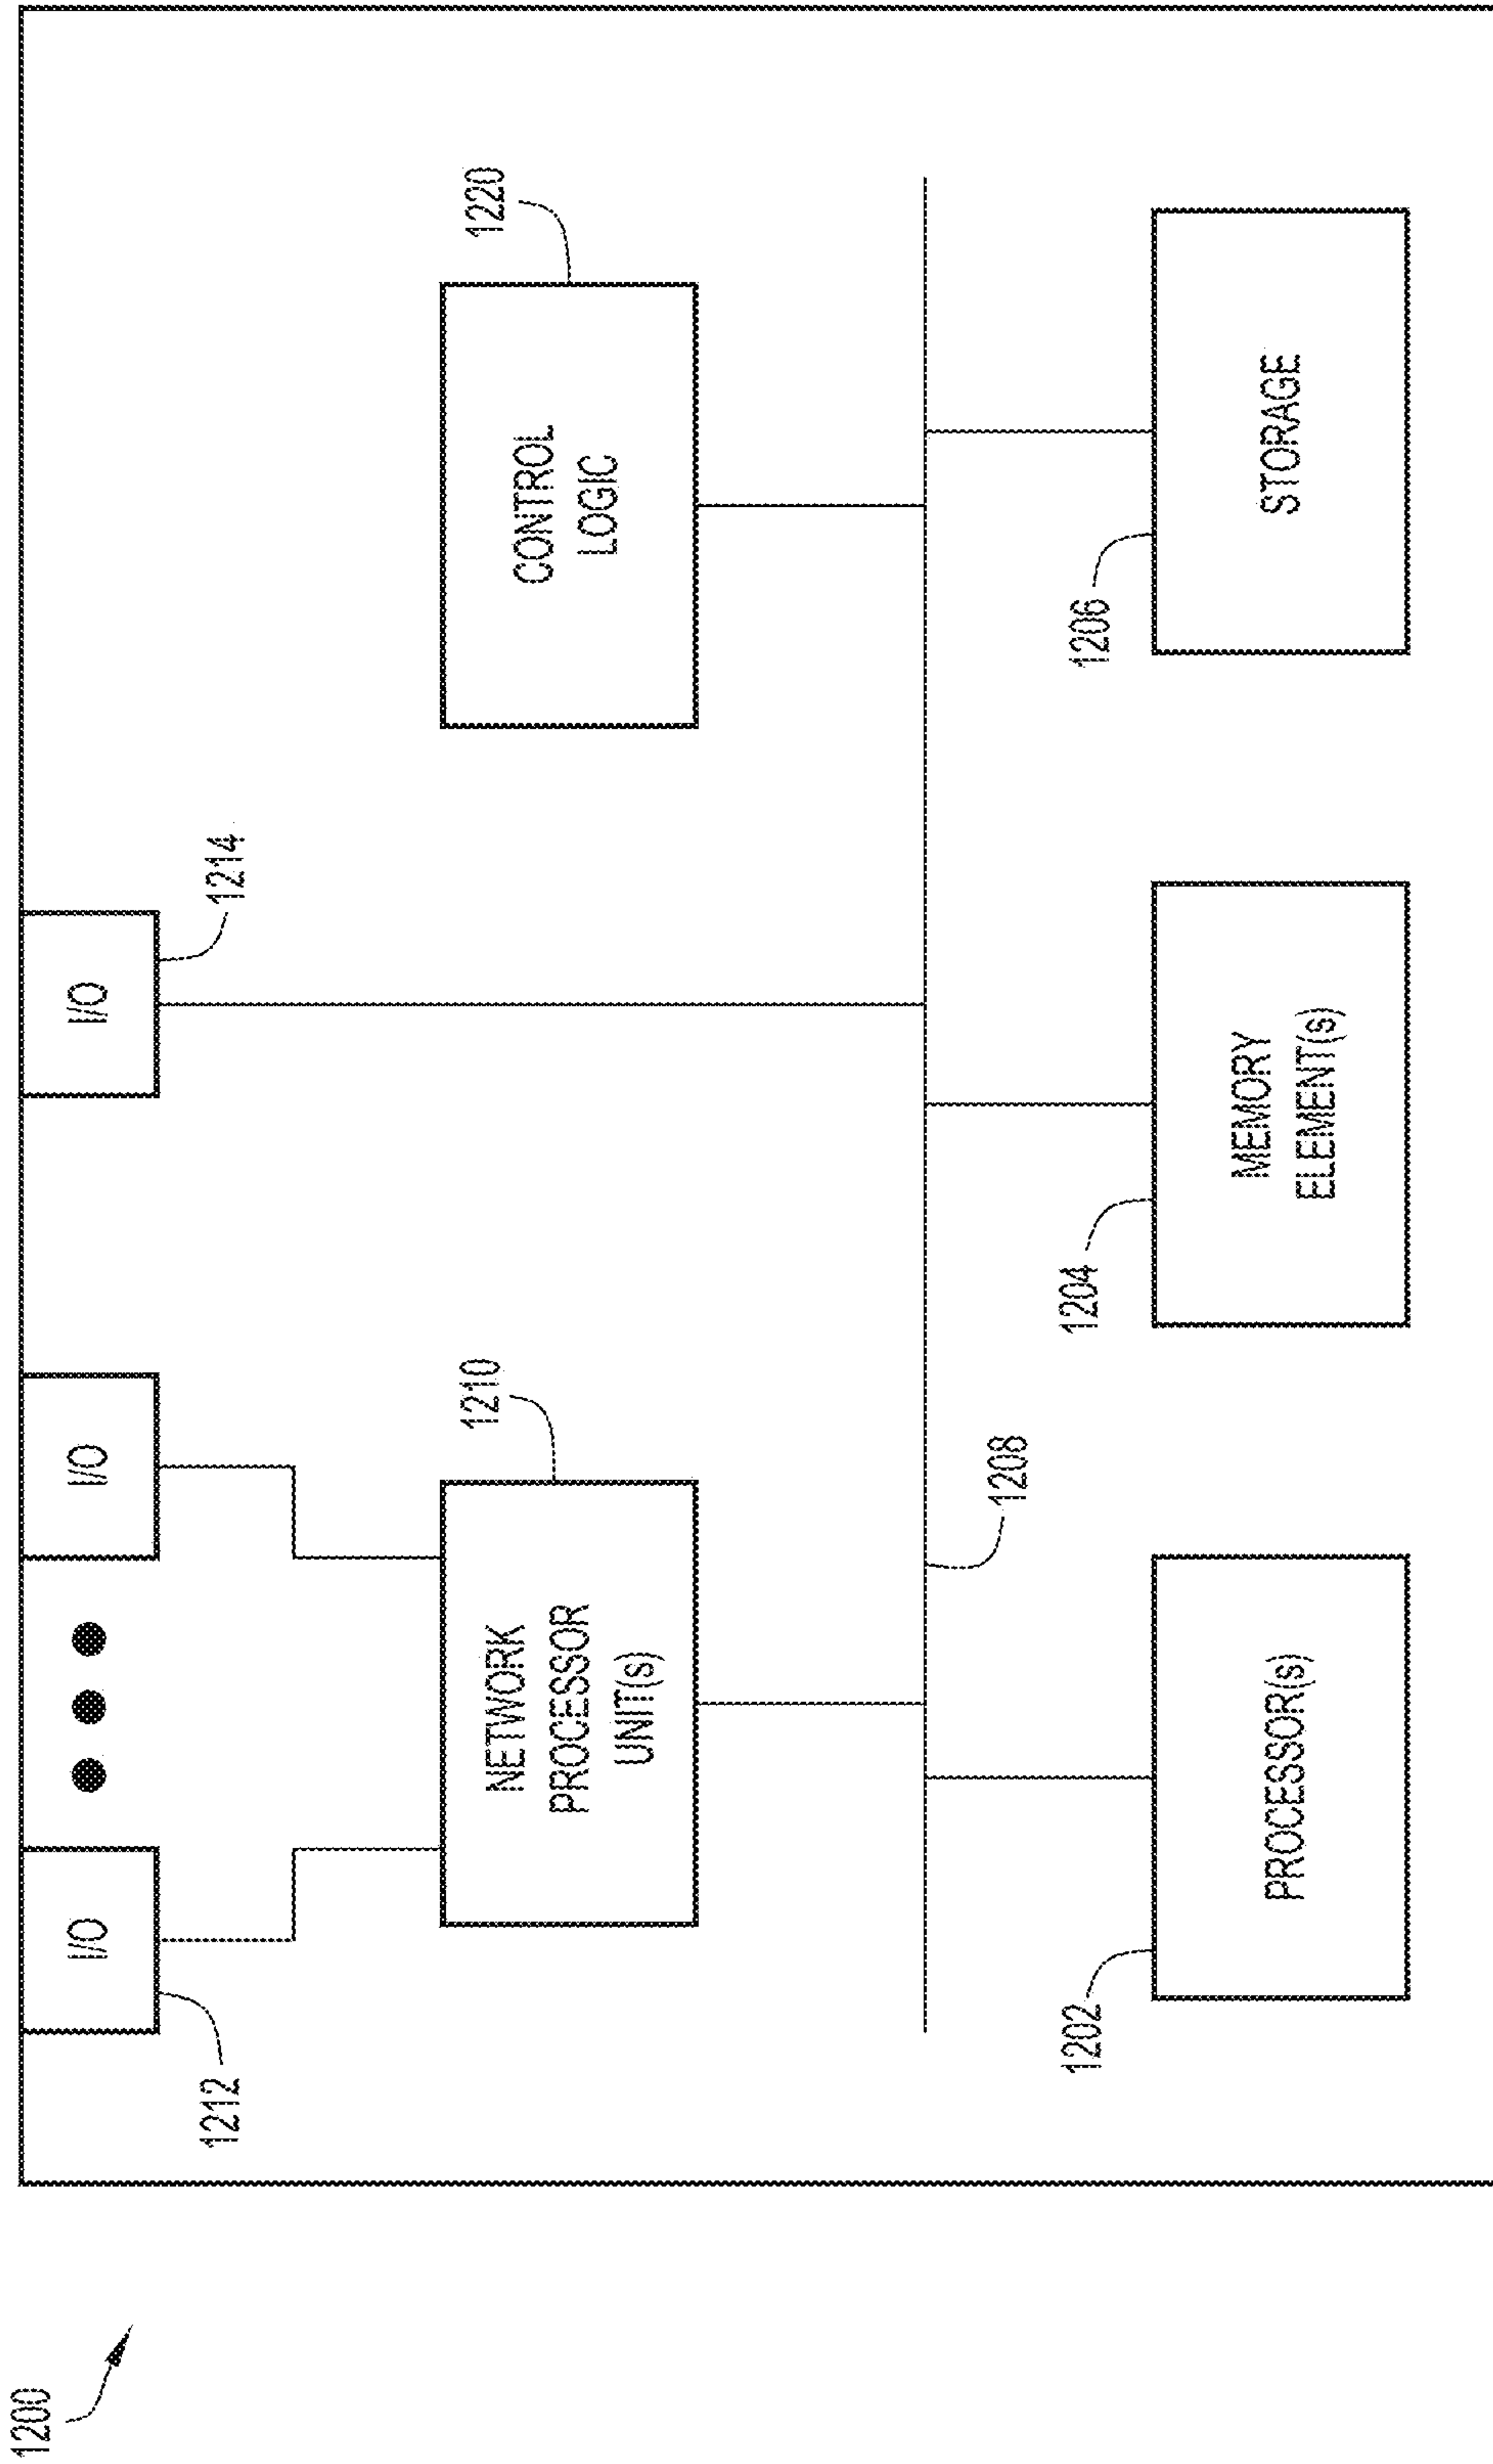 1200
1212
I/O
I/O
I/O
1214
NETWORK
PROCESSOR
UNIT(s)
1210
CONTROL
LOGIC
1220
1208
1202
PROCESSOR(s)
1204
MEMORY
ELEMENT(s)
1206
STORAGE